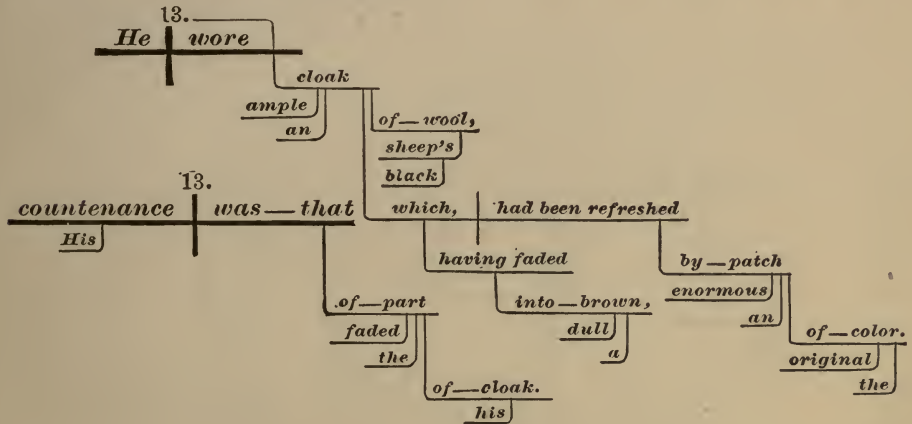 13.
He wore
cloak
ample
an
of—wool,
sheep's
black
13.
countenance was—that
His
which, had been refreshed
having faded
into—brown,
dull
a
by—patch
enormous
an
of—color.
original
the
of—part
faded
the
of—cloak.
his